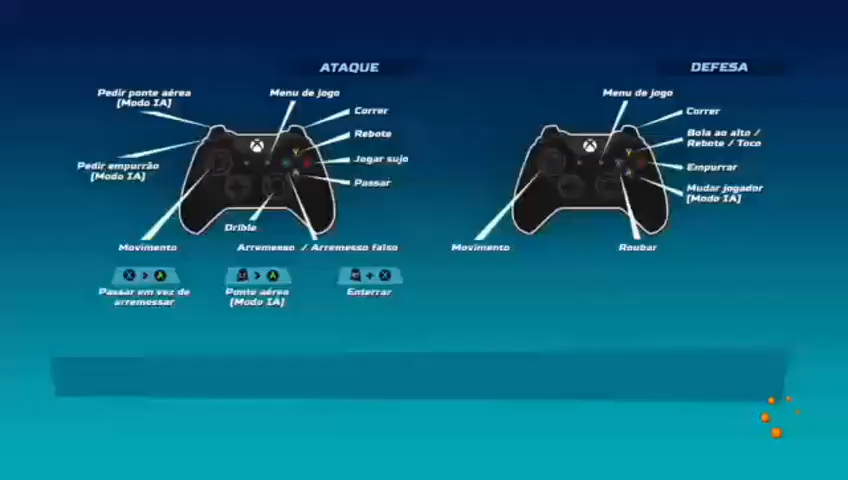 ATAQUE
Pedir ponte aérea
[Modo IA]
Menu de jogo
Correr
Rebote
Jogar sujo
Passar
Pedir empurrão
[Modo IA]
Drible
Movimento
Arremesso / Arremesso falso
X > A
Passar em vez de
arremessar
> A
Ponte aérea
[Modo IA]
+ X
Enterrar
DEFESA
Menu de jogo
Correr
Bola ao alto /
Rebote / Toco
Empurrar
Mudar jogador
[Modo IA]
Movimento
Roubar